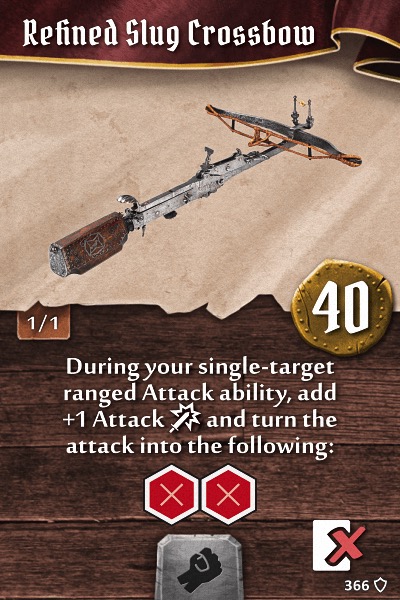 Refined Slug Crossbow
1/1
40
During your single-target
ranged Attack ability, add
+1 Attack and turn the
attack into the following:
366